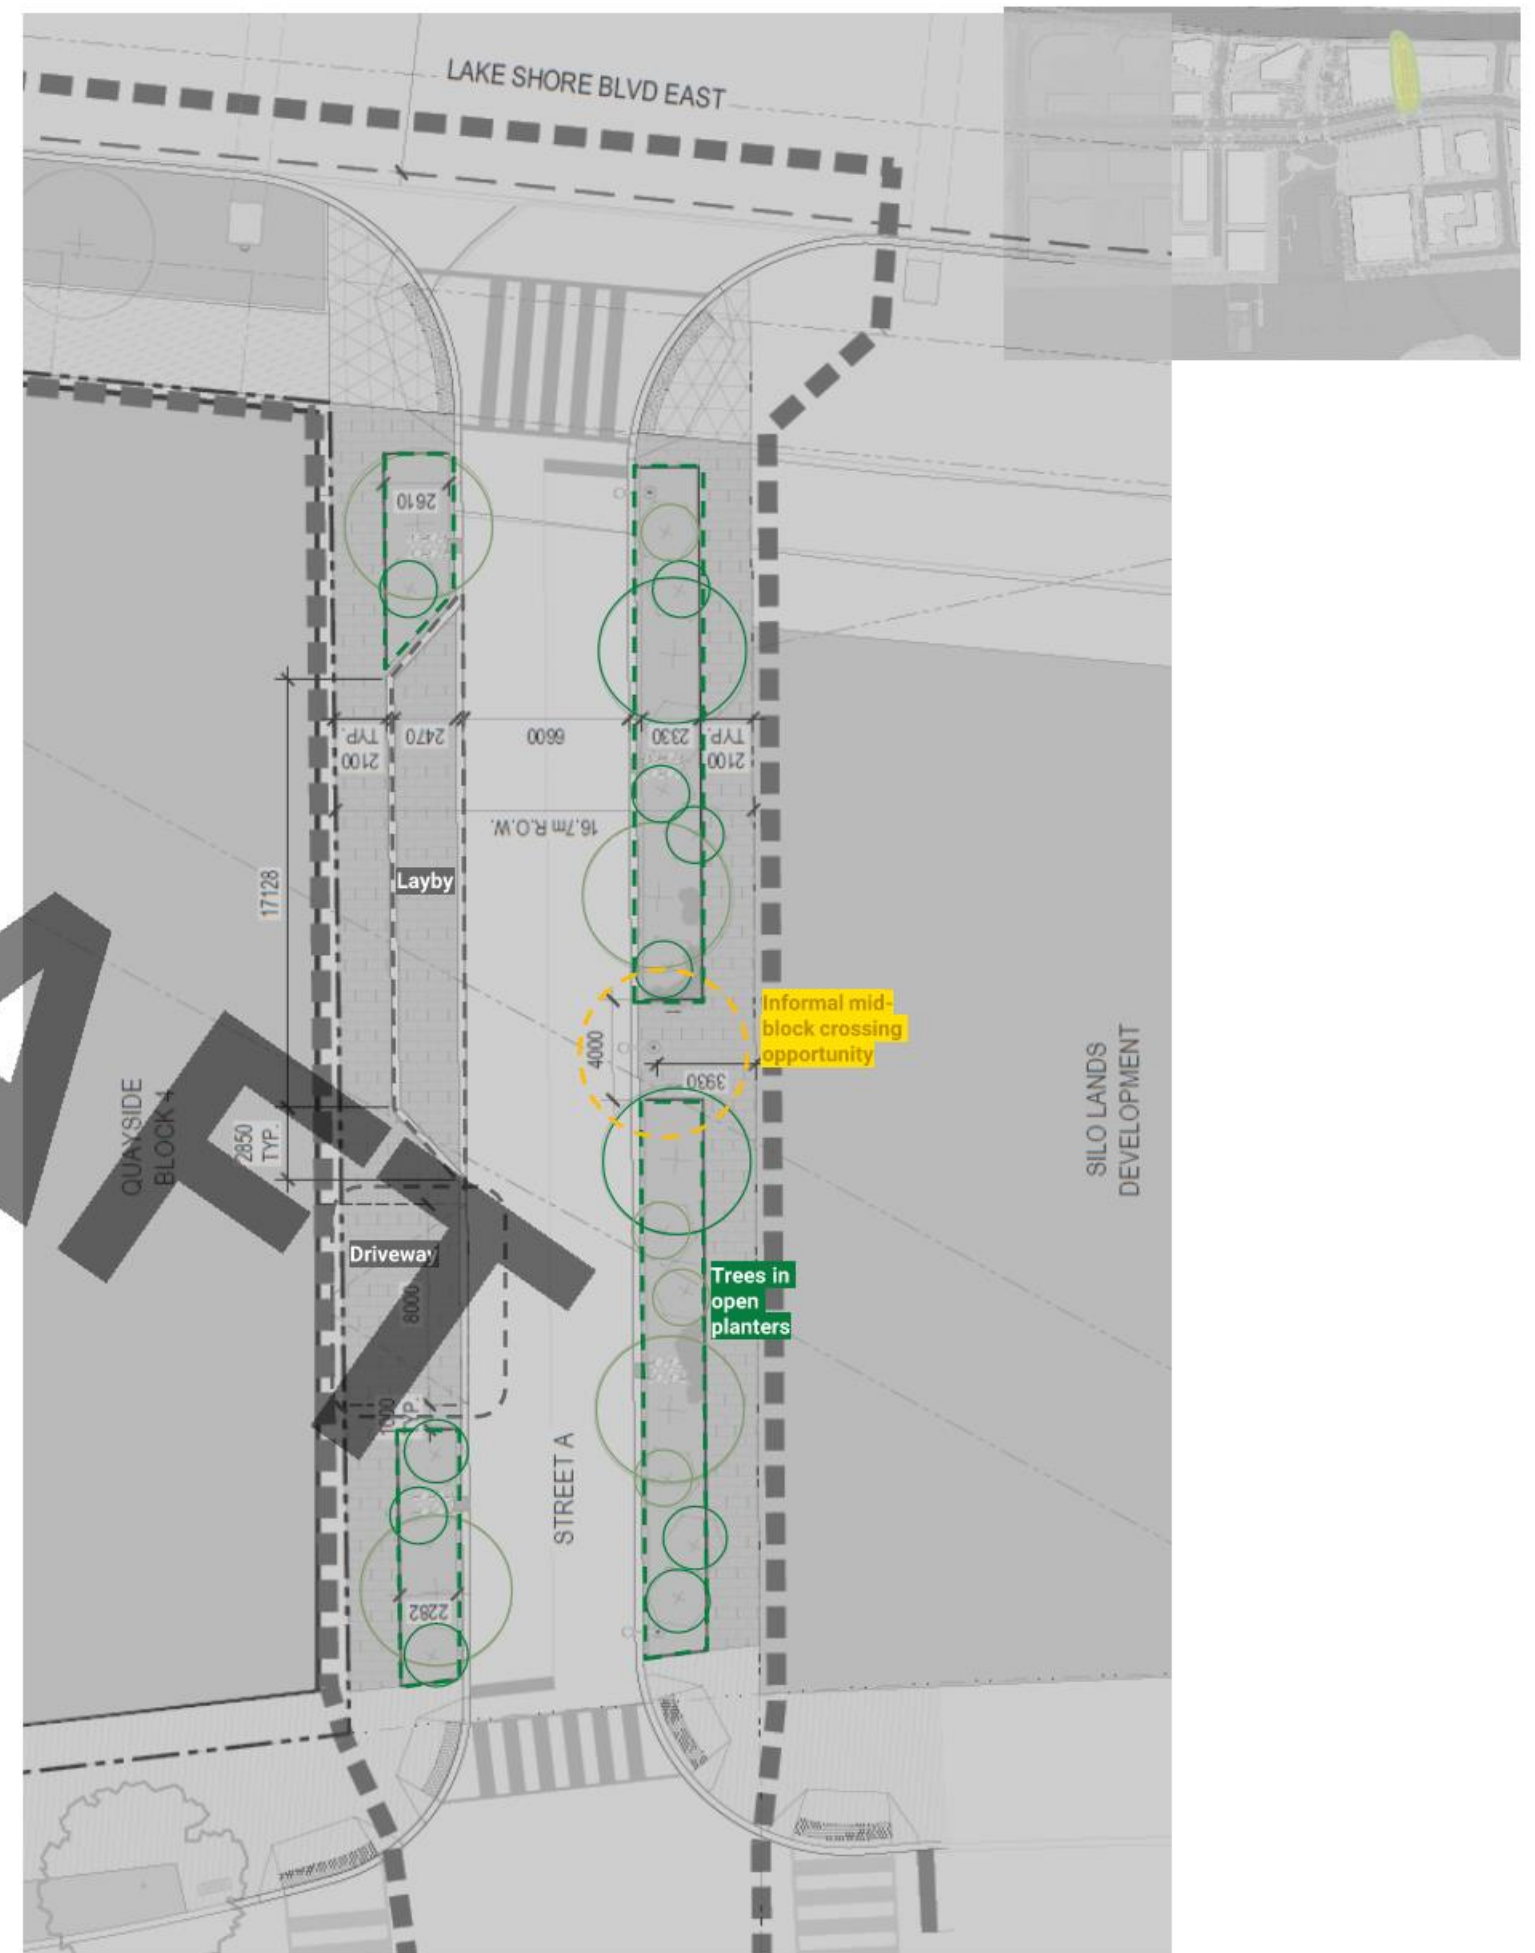 LAKE SHORE BLVD EAST
2610
TYP.
2100
2470
6600
2330
TYP.
2100
16.7m R.O.W.
Layby
17128
Informal mid-
block crossing
opportunity
4000
3930
QUAYSIDE
BLOCK 4
SILO LANDS
DEVELOPMENT
2850
TYP.
Driveway
8000
Trees in
open
planters
1000
TYP.
STREET A
2282
AFT